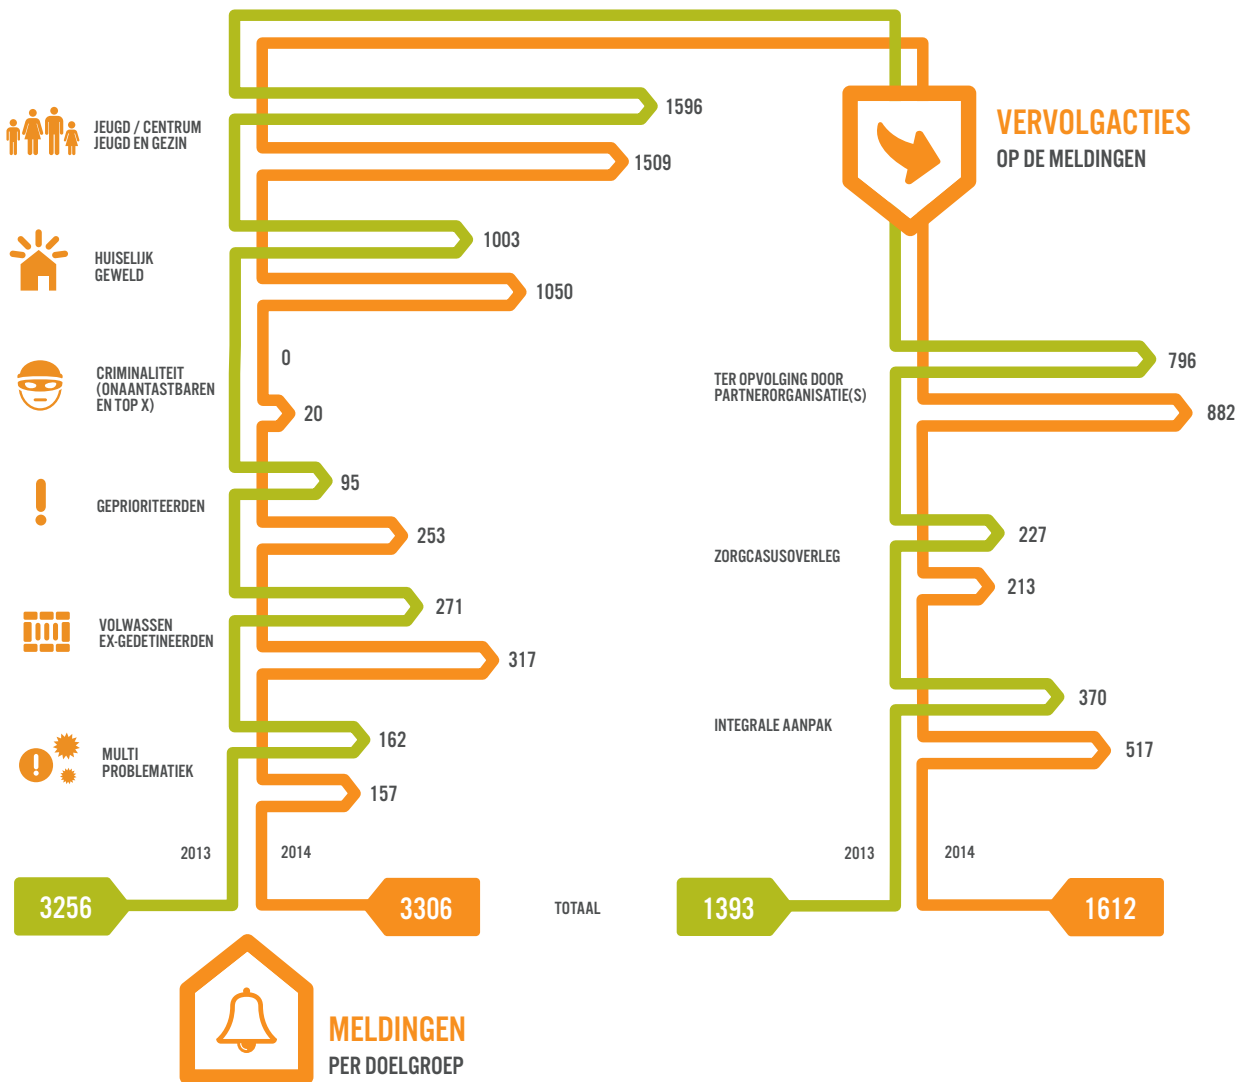 JEUGD / CENTRUM
JEUGD EN GEZIN
1596
1509
HUISELIJK
GEWELD
1003
1050
CRIMINALITEIT
(ONAANTASTBAREN
EN TOP X)
0
20
GEPRIORITEERDEN
95
253
VOLWASSEN
EX-GEDETINEERDEN
271
317
MULTI
PROBLEMATIEK
162
157
2013
2014
3256
3306
TOTAAL
MELDINGEN
PER DOELGROEP
VERVOLGACTIES
OP DE MELDINGEN
TER OPVOLGING DOOR
PARTNERORGANISATIE(S)
796
882
ZORGCASUSOVERLEG
227
213
INTEGRALE AANPAK
370
517
2013
2014
1393
1612